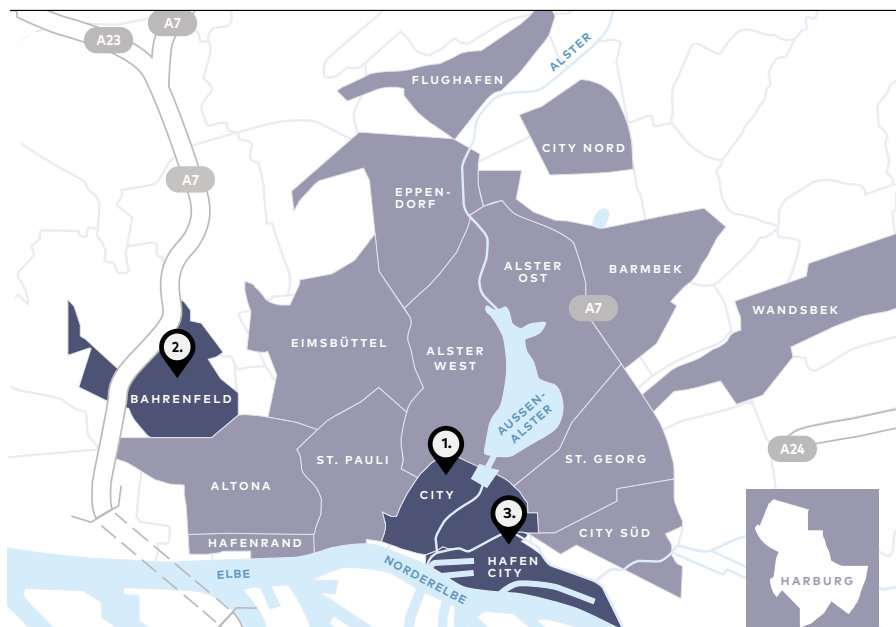 A7
A23
ALSTER
FLUGHAFEN
CITY NORD
A7
EPPEN-
DORF
ALSTER
OST
BARMBEK
A7
WANDSBEK
2.
EIMSBÜTTEL
ALSTER
WEST
BAHRENFELD
AUSSEN-
ALSTER
1.
A24
ST. PAULI
ST. GEORG
ALTONA
CITY
3.
CITY SÜD
HAFENRAND
HAFEN
CITY
ELBE
NORDERELBE
HARBURG